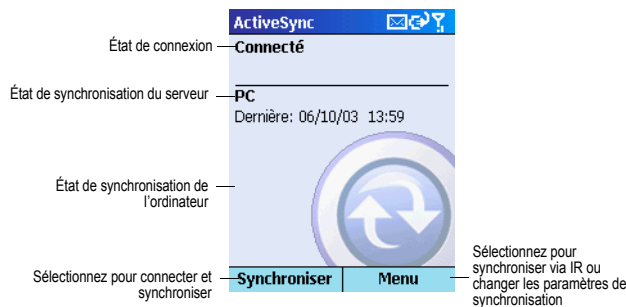 ActiveSync
État de connexion
Connecté
État de synchronisation du serveur
PC
Dernière: 06/10/03 13:59
État de synchronisation de
l'ordinateur
Sélectionnez pour connecter et
synchroniser
Synchroniser
Menu
Sélectionnez pour
synchroniser via IR ou
changer les paramètres de
synchronisation